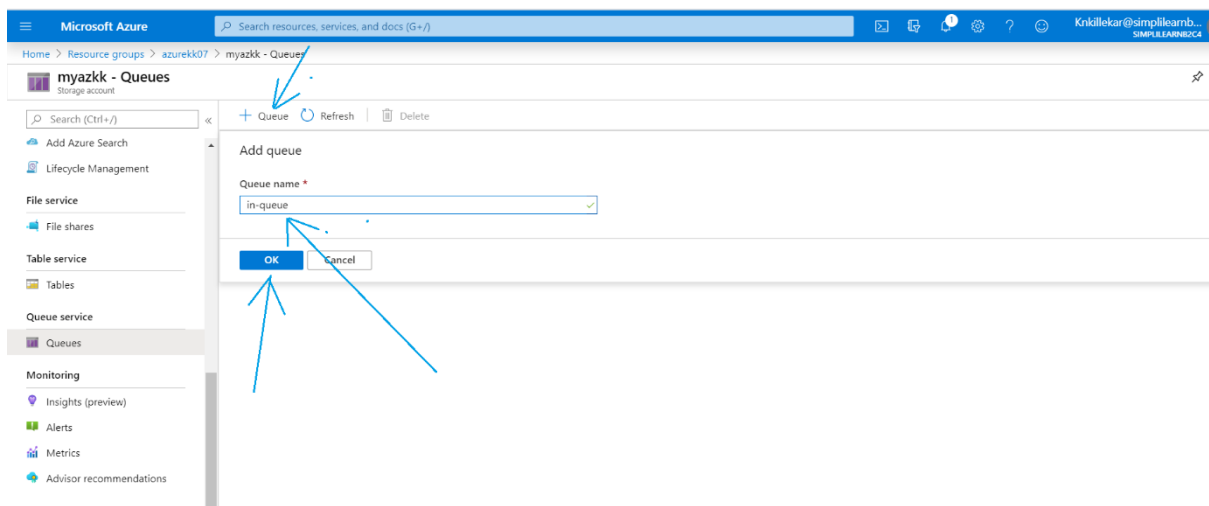 Microsoft Azure
Search resources, services, and docs (G+/)
Knkillekar@simplilearnb...
SIMPLILEARNB2C4
1
Home > Resource groups > azurekk07 > myazkk - Queues
myazkk - Queues
Storage account
Search (Ctrl+/)
Add Azure Search
Lifecycle Management
File service
File shares
Table service
Tables
Queue service
Queues
Monitoring
Insights (preview)
Alerts
Metrics
Advisor recommendations
+ Queue Refresh Delete
Add queue
Queue name *
in-queue
OK Cancel